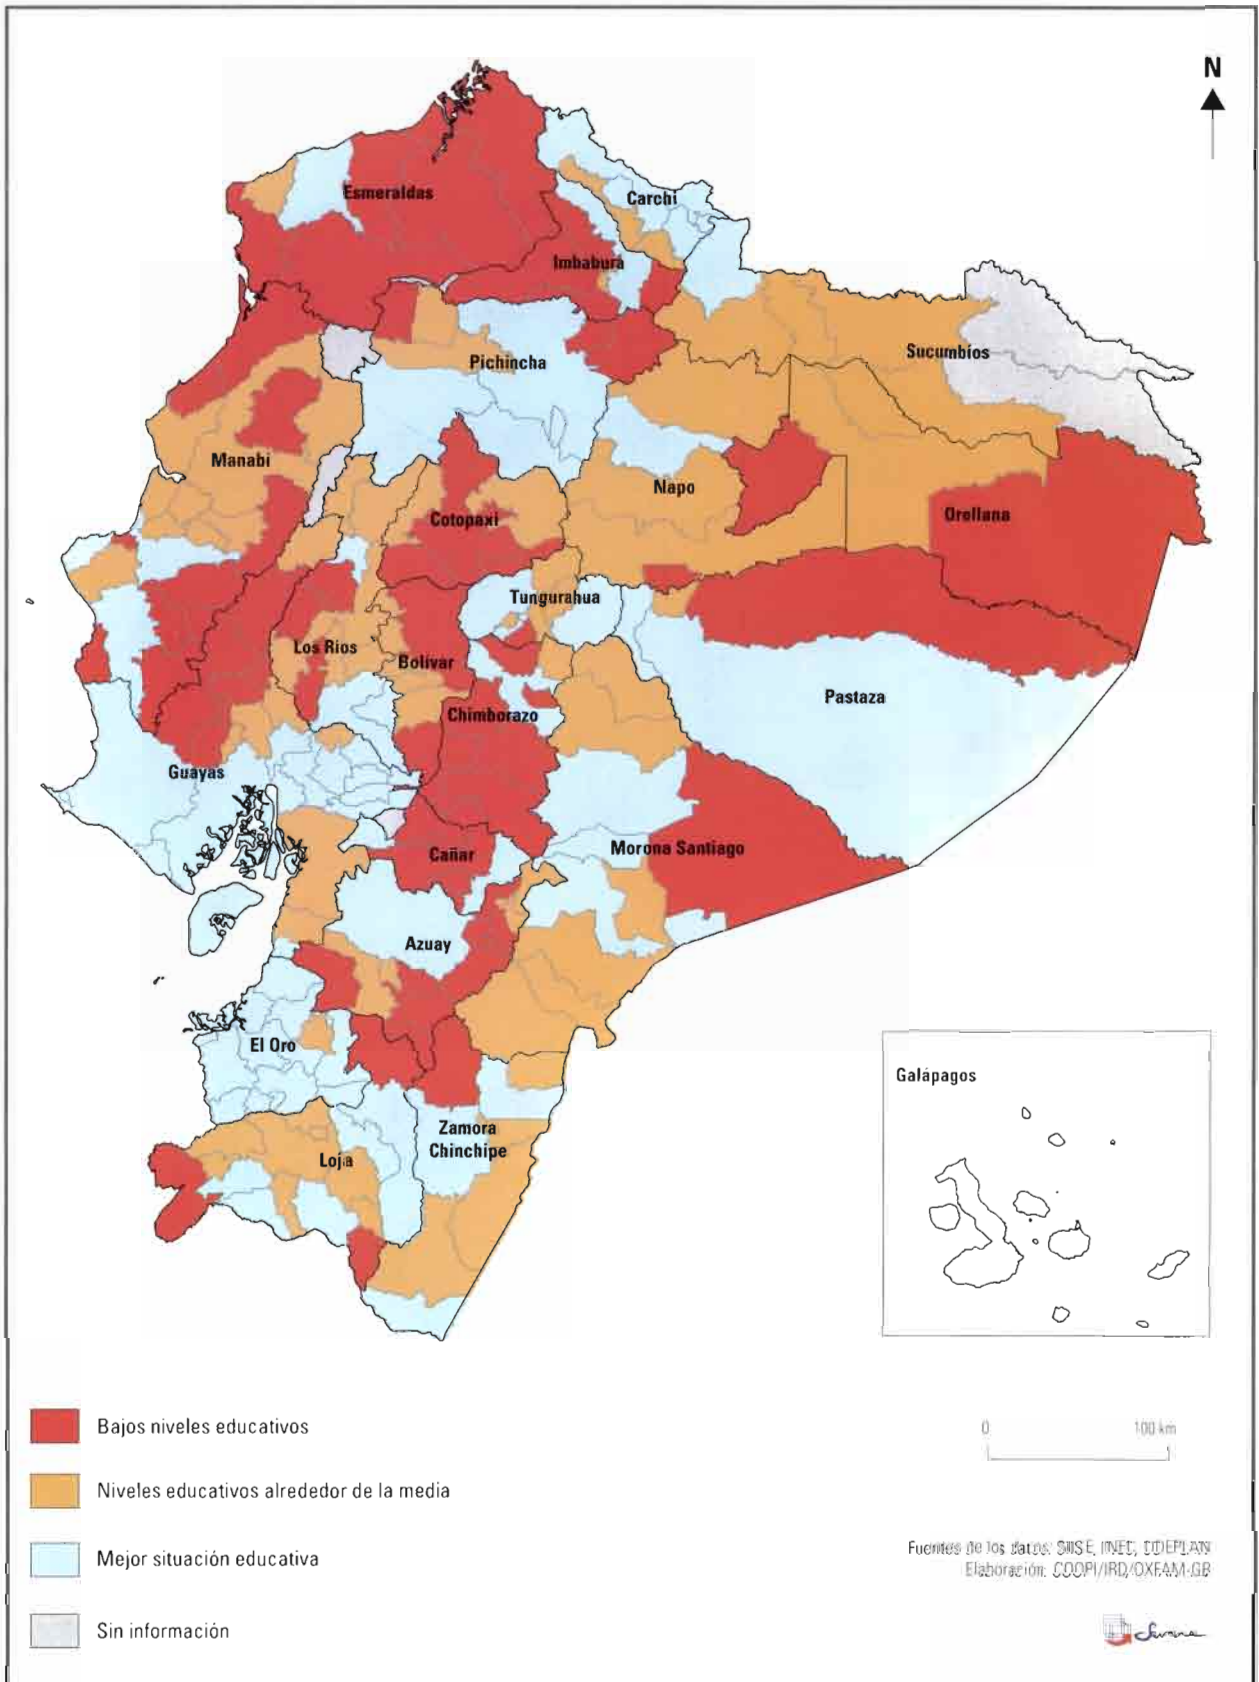 N
Esmeraldas
Carchi
Imbabura
Sucumbíos
Pichincha
Manabí
Napo
Cotopaxi
Orellana
Tungurahua
Los Ríos
Bolívar
Pastaza
Chimborazo
Guayas
Cañar
Morona Santiago
Azuay
El Oro
Galápagos
Zamora
Chinchipe
Loja
Bajos niveles educativos
0 100 km
Niveles educativos alrededor de la media
Mejor situación educativa
Fuentes de los datos: SIISE, INEC, ODEPLAN
Elaboración: COOPI/IRD/OXFAM-GB
Sin información